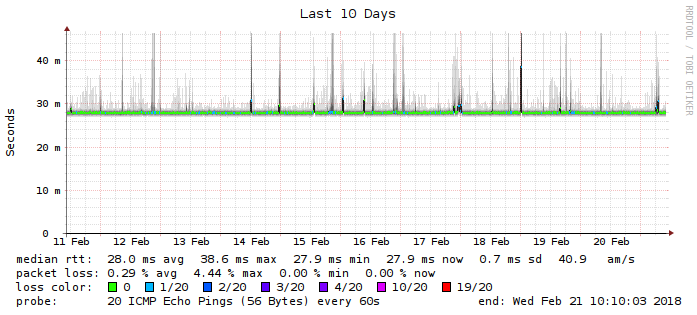 Last 10 Days
RRDTOOL / TOBI OETIKER
Seconds
40 m
30 m
20 m
10 m
0
11 Feb 12 Feb 13 Feb 14 Feb 15 Feb 16 Feb 17 Feb 18 Feb 19 Feb 20 Feb
median rtt: 28.0 ms avg 38.6 ms max 27.9 ms min 27.9 ms now 0.7 ms sd 40.9 am/s
packet loss: 0.29 % avg 4.44 % max 0.00 % min 0.00 % now
loss color: 0 1/20 2/20 3/20 4/20 10/20 19/20
probe: 20 ICMP Echo Pings (56 Bytes) every 60s end: Wed Feb 21 10:10:03 2018